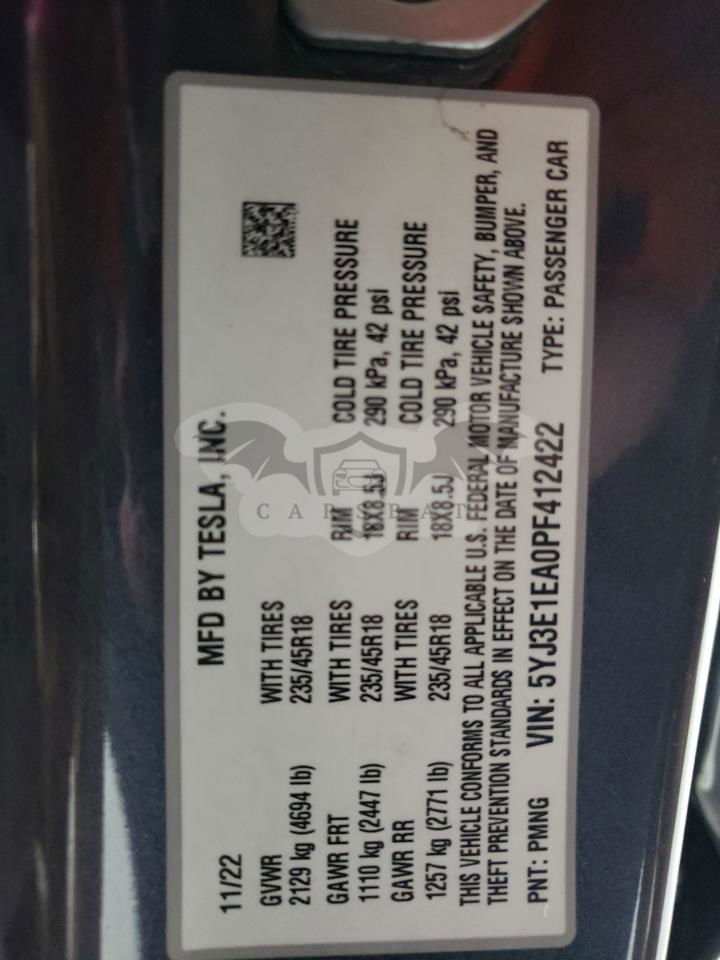 11/22 MFD BY TESLA, INC.
GVWR WITH TIRES
2129 kg (4694 lb) 235/45R18
GAWR FRT WITH TIRES RIM COLD TIRE PRESSURE
1110 kg (2447 lb) 235/45R18 18X8.5J 290 kPa, 42 psi
GAWR RR WITH TIRES RIM COLD TIRE PRESSURE
1257 kg (2771 lb) 235/45R18 18X8.5J 290 kPa, 42 psi
THIS VEHICLE CONFORMS TO ALL APPLICABLE U.S. FEDERAL MOTOR VEHICLE SAFETY, BUMPER, AND
THEFT PREVENTION STANDARDS IN EFFECT ON THE DATE OF MANUFACTURE SHOWN ABOVE.
PNT: PMNG VIN: 5YJ3E1EA0PF412422 TYPE: PASSENGER CAR
CARSBAT